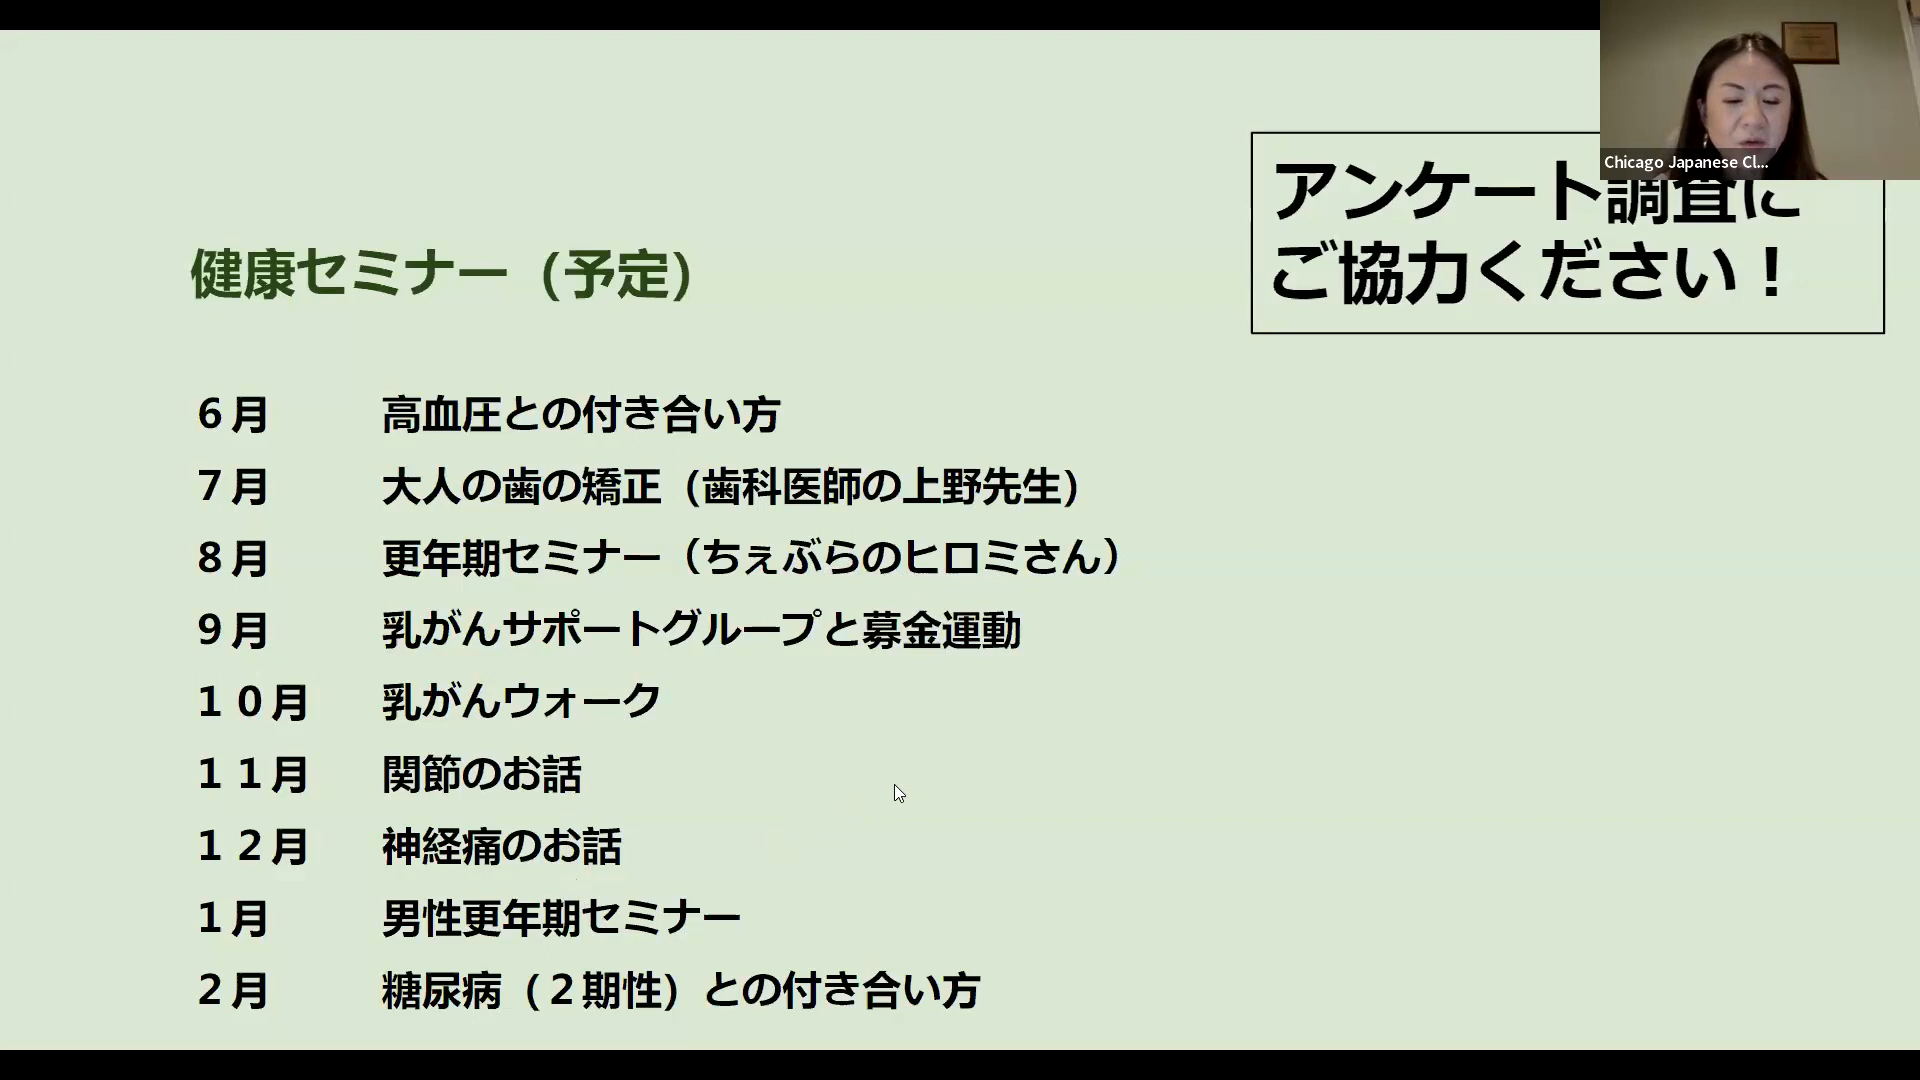 Chicago Japanese Cl...
アンケート調査に
ご協力ください！
健康セミナー (予定)
６月 高血圧との付き合い方
７月 大人の歯の矯正 (歯科医師の上野先生)
８月 更年期セミナー（ちぇぶらのヒロミさん）
９月 乳がんサポートグループと募金運動
１０月 乳がんウォーク
１１月 関節のお話
１２月 神経痛のお話
１月 男性更年期セミナー
２月 糖尿病（２期性）との付き合い方